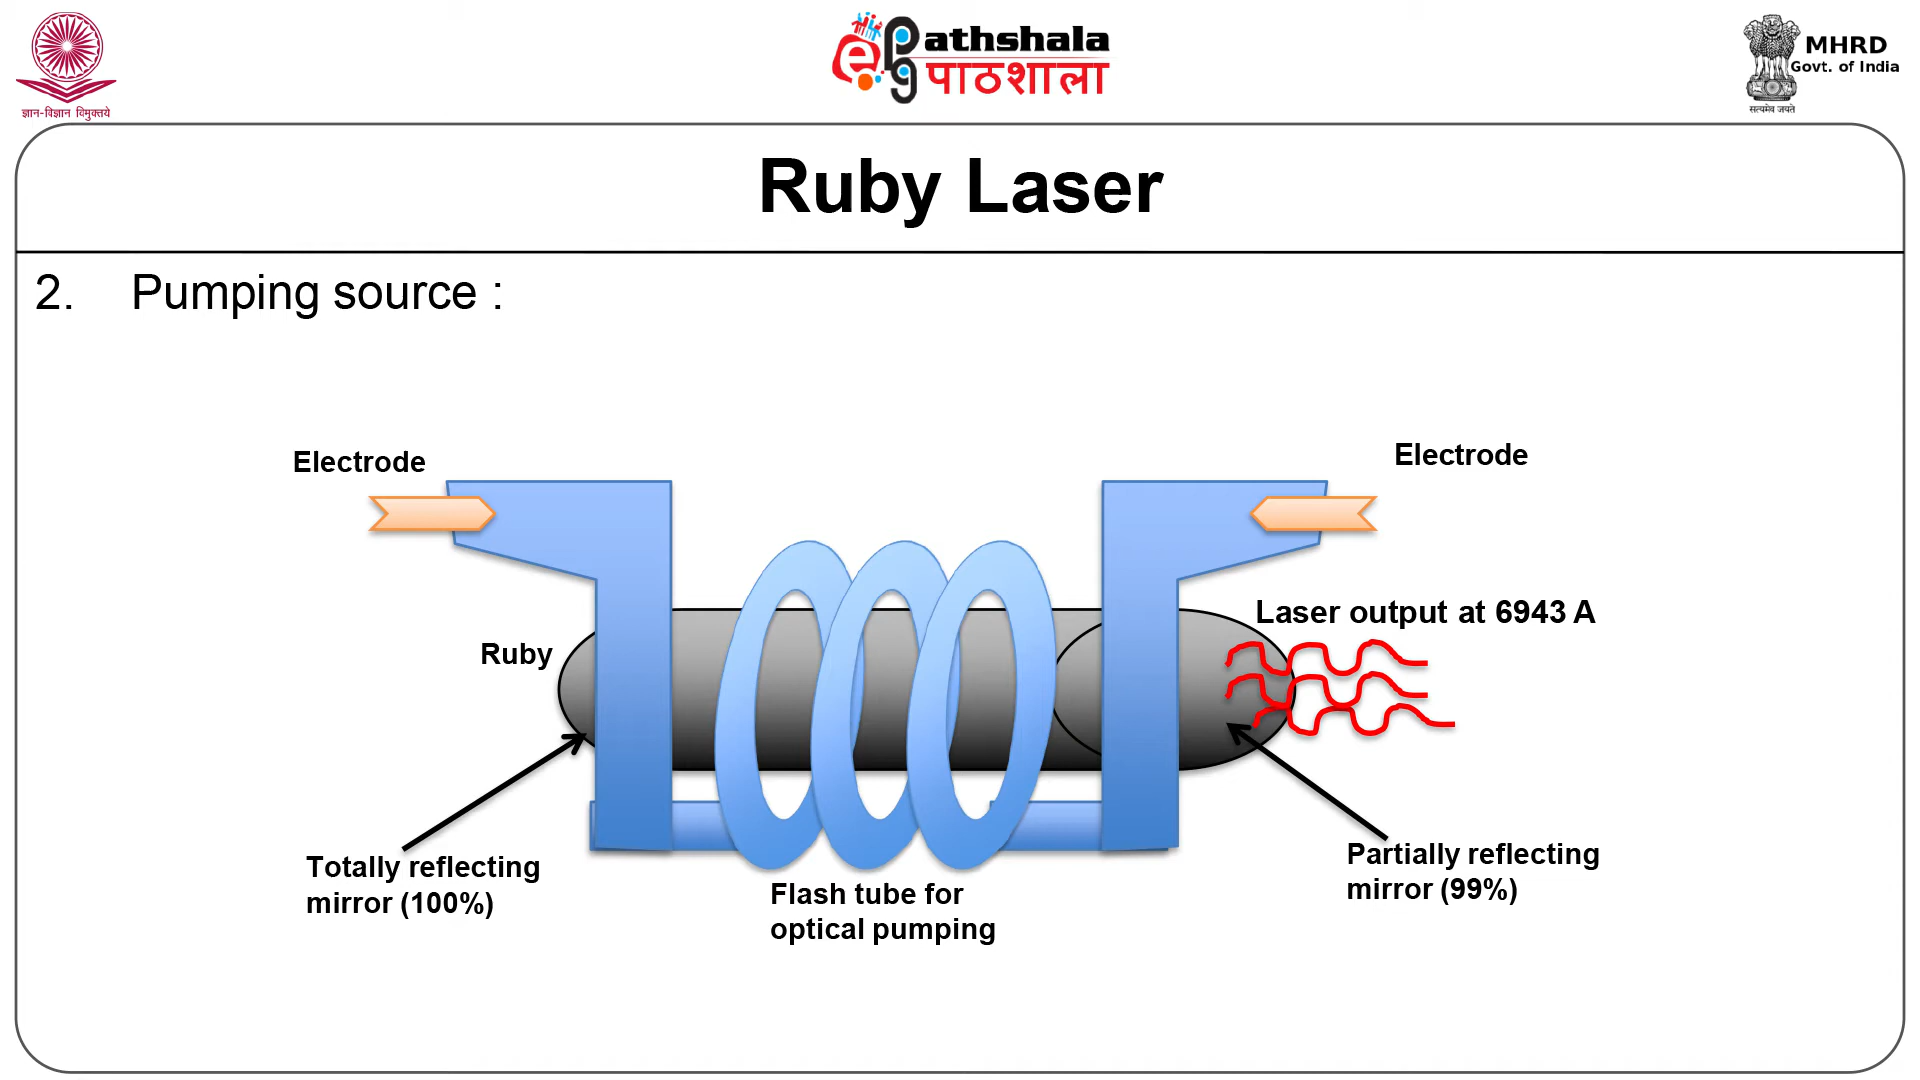 ज्ञान-विज्ञान विमुक्तये
ePg athshala
पाठशाला
MHRD
Govt. of India
सत्यमेव जयते
Ruby Laser
2. Pumping source :
Electrode
Electrode
Laser output at 6943 A
Ruby
Totally reflecting
mirror (100%)
Flash tube for
optical pumping
Partially reflecting
mirror (99%)